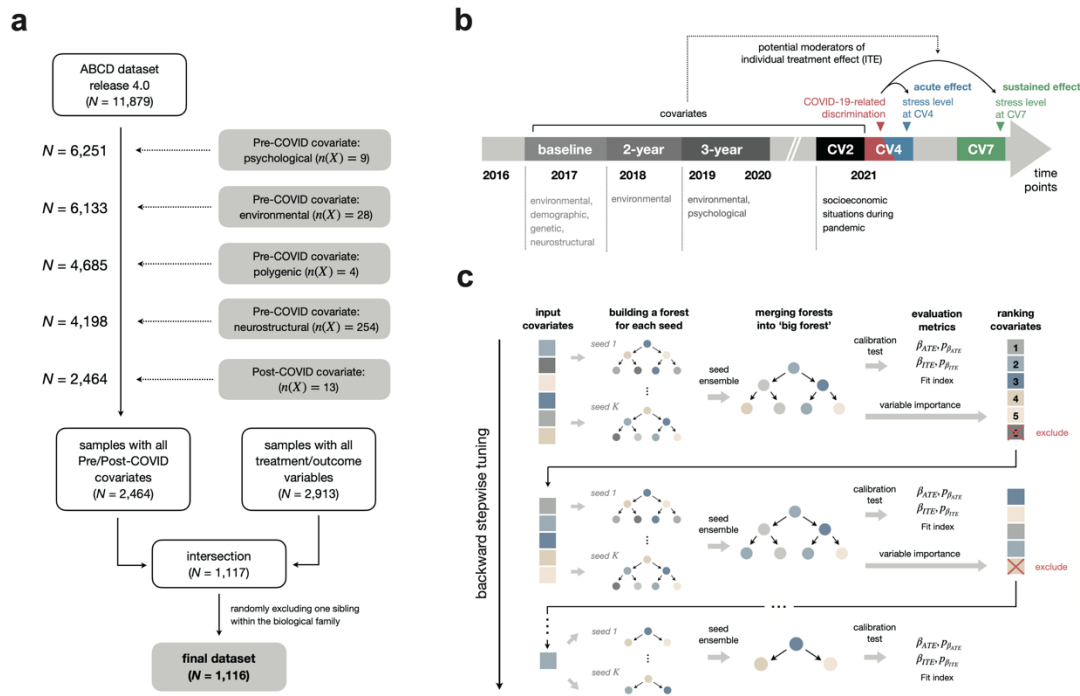 a
ABCD dataset
release 4.0
(N = 11,879)
N = 6,251
Pre-COVID covariate:
psychological (n(X) = 9)
N = 6,133
Pre-COVID covariate:
environmental (n(X) = 28)
N = 4,685
Pre-COVID covariate:
polygenic (n(X) = 4)
N = 4,198
Pre-COVID covariate:
neurostructural (n(X) = 254)
N = 2,464
Post-COVID covariate:
(n(X) = 13)
samples with all
Pre/Post-COVID
covariates
(N = 2,464)
samples with all
treatment/outcome
variables
(N = 2,913)
intersection
(N = 1,117)
randomly excluding one sibling
within the biological family
final dataset
(N = 1,116)
b
potential moderators of
individual treatment effect (ITE)
covariates
COVID-19-related
discrimination
acute effect
stress level
at CV4
sustained effect
stress level
at CV7
baseline
2-year
3-year
CV2
CV4
CV7
2016
2017
2018
2019
2020
2021
time
points
environmental,
demographic,
genetic,
neurostructural
environmental
environmental,
psychological
socioeconomic
situations during
pandemic
c
backward stepwise tuning
input
covariates
building a forest
for each seed
merging forests
into ‘big forest’
evaluation
metrics
ranking
covariates
seed 1
...
seed K
seed
ensemble
calibration
test
β_ATE, p_β_ATE
β_ITE, p_β_ITE
Fit index
variable importance
1
2
3
4
5
exclude
seed 1
...
seed K
seed
ensemble
calibration
test
β_ATE, p_β_ATE
β_ITE, p_β_ITE
Fit index
variable importance
exclude
...
seed 1
...
seed K
seed
ensemble
calibration
test
β_ATE, p_β_ATE
β_ITE, p_β_ITE
Fit index